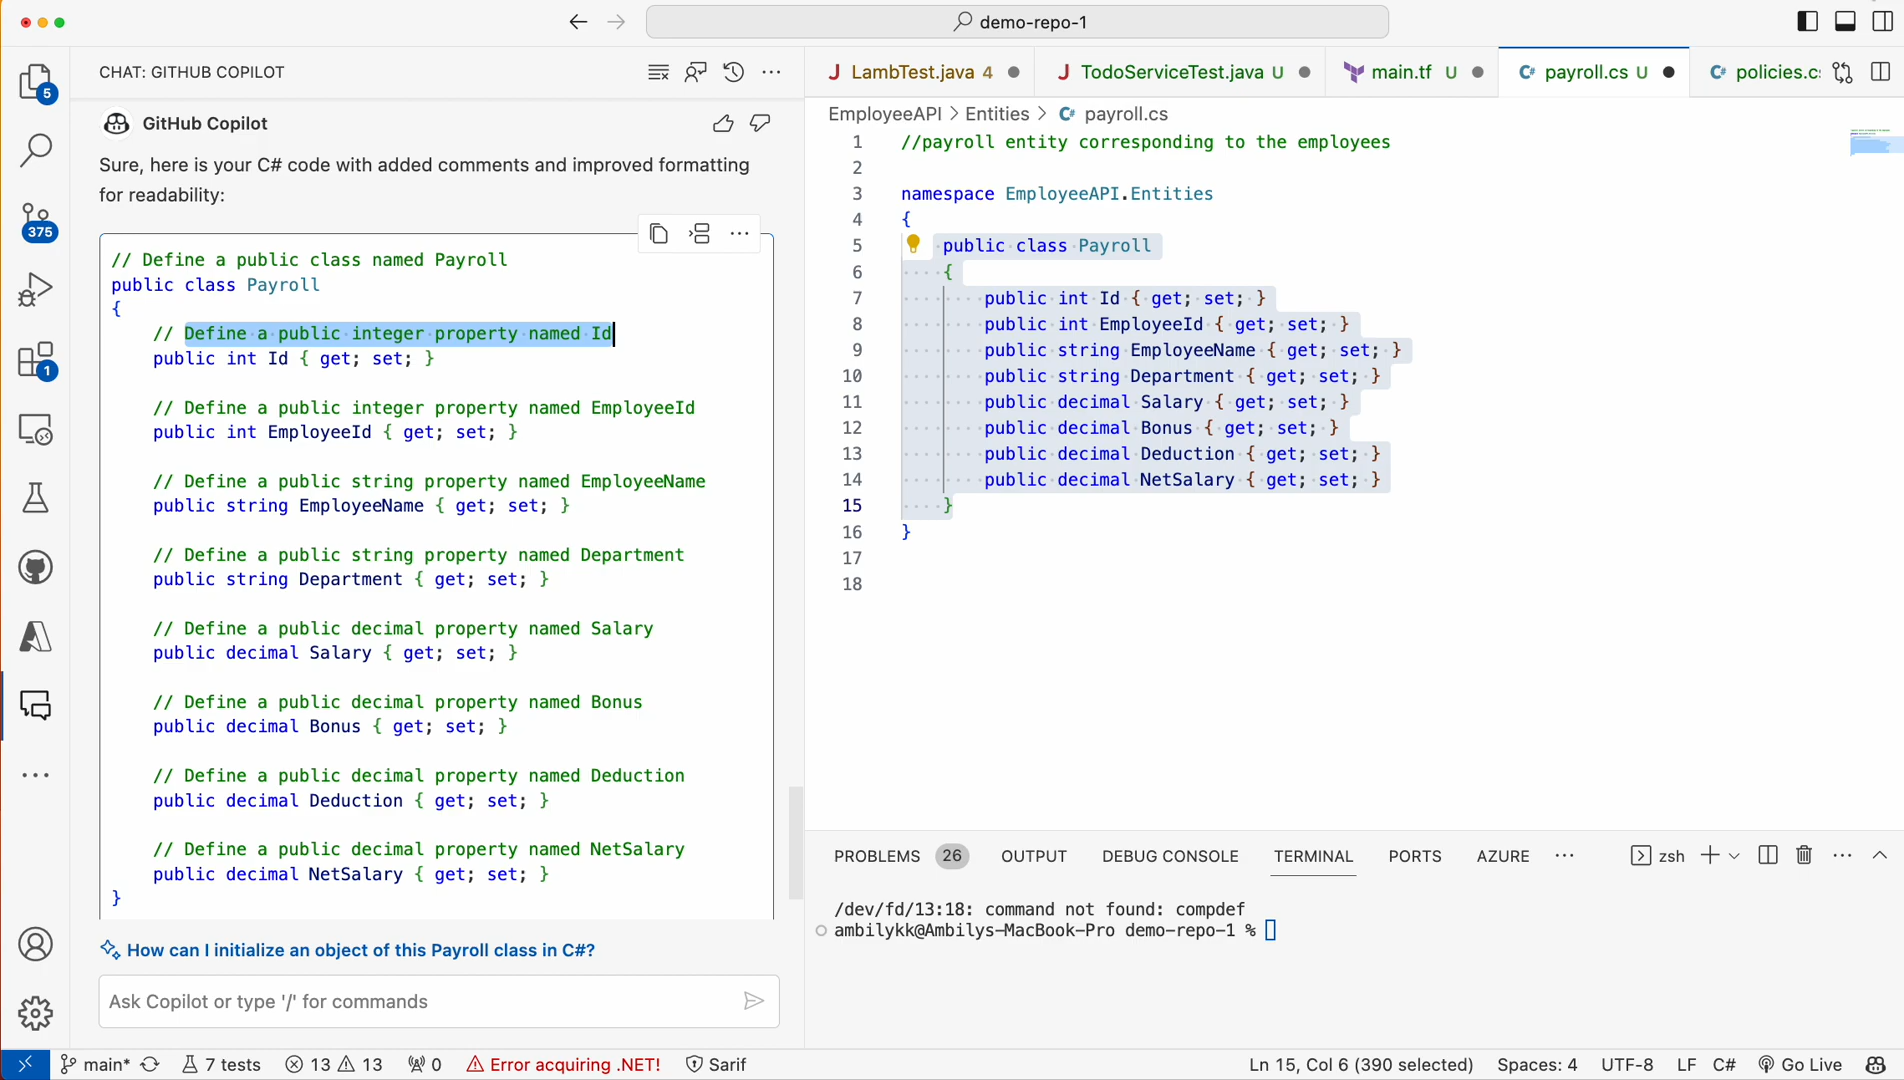 demo-repo-1
CHAT: GITHUB COPILOT
LambTest.java 4
TodoServiceTest.java U
main.tf U
payroll.cs U
policies.c
5
375
1
GitHub Copilot
Sure, here is your C# code with added comments and improved formatting
for readability:
// Define a public class named Payroll
public class Payroll
{
// Define a public integer property named Id
public int Id { get; set; }
// Define a public integer property named EmployeeId
public int EmployeeId { get; set; }
// Define a public string property named EmployeeName
public string EmployeeName { get; set; }
// Define a public string property named Department
public string Department { get; set; }
// Define a public decimal property named Salary
public decimal Salary { get; set; }
// Define a public decimal property named Bonus
public decimal Bonus { get; set; }
// Define a public decimal property named Deduction
public decimal Deduction { get; set; }
// Define a public decimal property named NetSalary
public decimal NetSalary { get; set; }
}
How can I initialize an object of this Payroll class in C#?
Ask Copilot or type '/' for commands
EmployeeAPI > Entities > payroll.cs
1 //payroll entity corresponding to the employees
2
3 namespace EmployeeAPI.Entities
4 {
5 public class Payroll
6 {
7 public int Id { get; set; }
8 public int EmployeeId { get; set; }
9 public string EmployeeName { get; set; }
10 public string Department { get; set; }
11 public decimal Salary { get; set; }
12 public decimal Bonus { get; set; }
13 public decimal Deduction { get; set; }
14 public decimal NetSalary { get; set; }
15 }
16 }
17
18
PROBLEMS 26 OUTPUT DEBUG CONSOLE TERMINAL PORTS AZURE zsh
/dev/fd/13:18: command not found: compdef
ambilykk@Ambilys-MacBook-Pro demo-repo-1 %
main* 7 tests 13 13 0 Error acquiring .NET! Sarif Ln 15, Col 6 (390 selected) Spaces: 4 UTF-8 LF C# Go Live